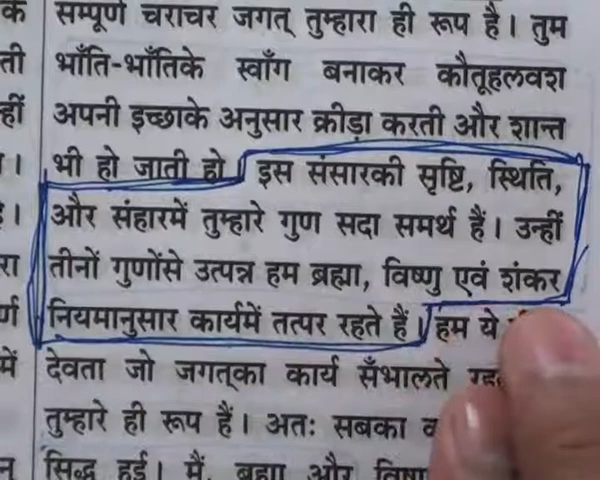 के सम्पूर्ण चराचर जगत् तुम्हारा ही रूप है। तुम
ती भाँति-भाँतिके स्वाँग बनाकर कौतूहलवश
हीं अपनी इच्छाके अनुसार क्रीड़ा करती और शान्त
। भी हो जाती हो। इस संसारकी सृष्टि, स्थिति,
है। और संहारमें तुम्हारे गुण सदा समर्थ हैं। उन्हीं
रा तीनों गुणोंसे उत्पन्न हम ब्रह्मा, विष्णु एवं शंकर
र्ण नियमानुसार कार्यमें तत्पर रहते हैं। हम ये
में देवता जो जगत्का कार्य सँभालते
तुम्हारे ही रूप हैं। अतः सबका
न सिद्ध हुई। मैं, ब्रह्मा और